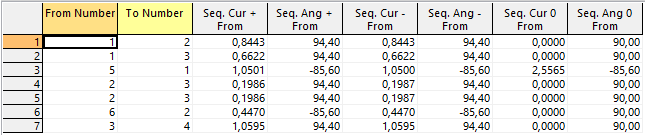 From Number To Number Seq. Cur + From Seq. Ang + From Seq. Cur - From Seq. Ang - From Seq. Cur 0 From Seq. Ang 0 From
1 1 2 0,8443 94,40 0,8443 94,40 0,0000 90,00
2 1 3 0,6622 94,40 0,6622 94,40 0,0000 90,00
3 5 1 1,0501 -85,60 1,0500 -85,60 2,5565 -85,60
4 2 3 0,1986 94,40 0,1987 94,40 0,0000 90,00
5 2 3 0,1986 94,40 0,1987 94,40 0,0000 90,00
6 6 2 0,4470 -85,60 0,4470 -85,60 0,0000 90,00
7 3 4 1,0595 94,40 1,0595 94,40 0,0000 90,00